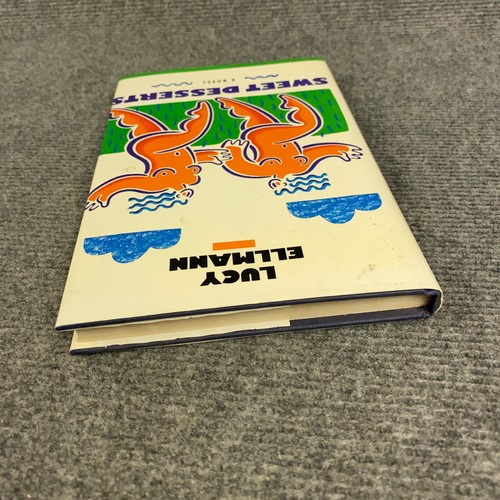 SWEET DESSERTS
A NOVEL
LUCY
ELLMANN